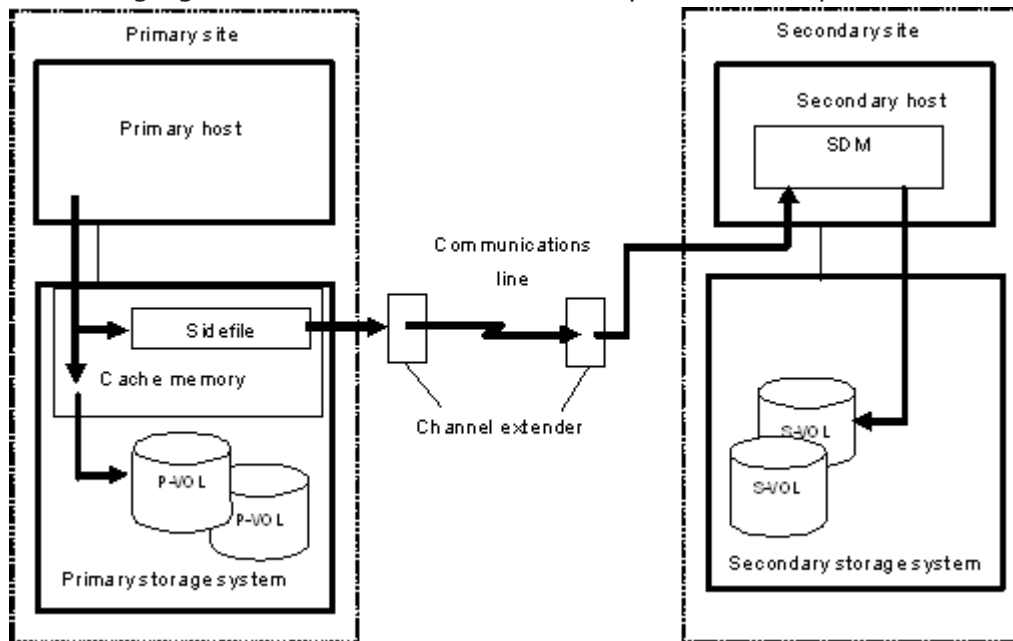 Primary site
Primary host
Sidefile
Cache memory
P-VOL
P-VOL
Primary storage system
Communications
line
Channel extender
Secondary site
Secondary host
SDM
S-VOL
S-VOL
Secondary storage system